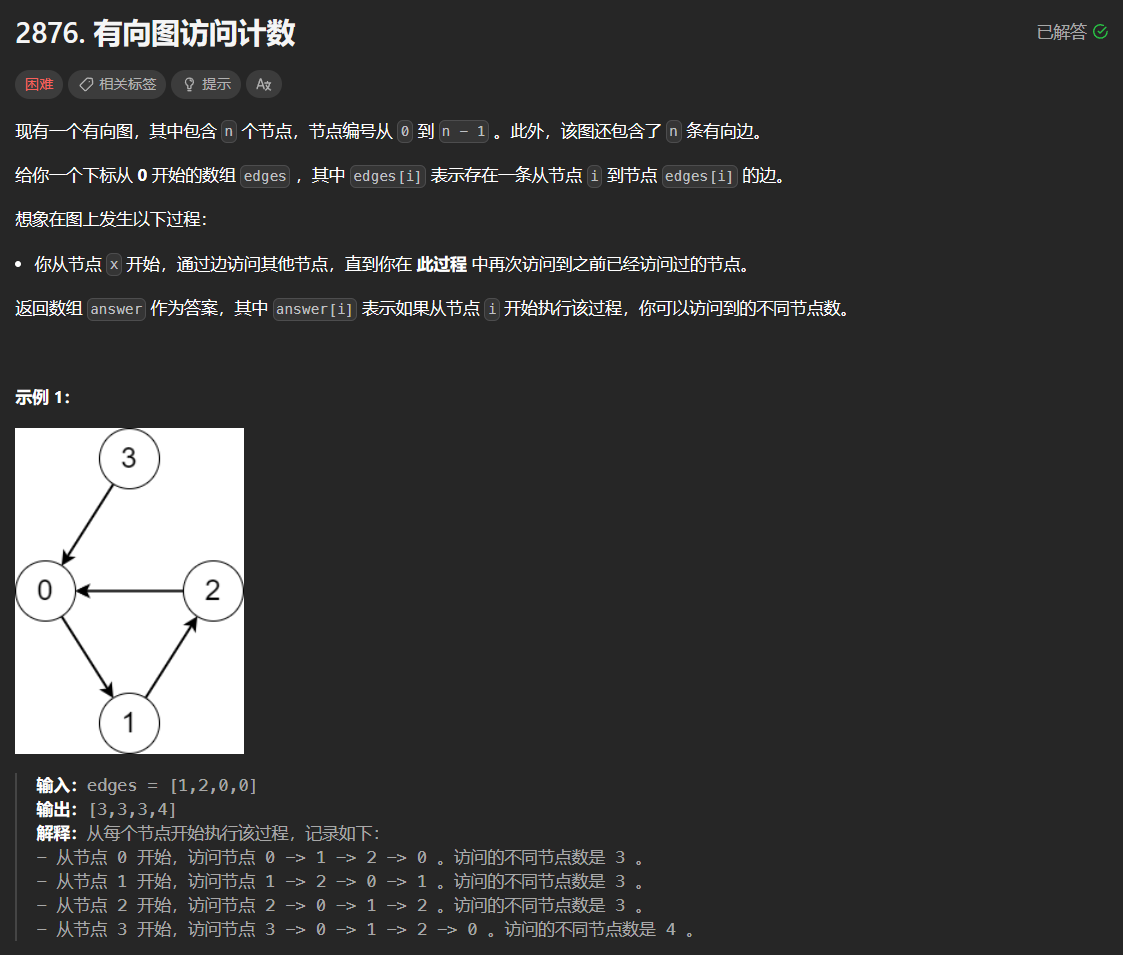 2876. 有向图访问计数
已解答
困难 相关标签 提示 A文
现有一个有向图，其中包含 n 个节点，节点编号从 0 到 n - 1 。此外，该图还包含了 n 条有向边。
给你一个下标从 0 开始的数组 edges ，其中 edges[i] 表示存在一条从节点 i 到节点 edges[i] 的边。
想象在图上发生以下过程：
• 你从节点 x 开始，通过边访问其他节点，直到你在 此过程 中再次访问到之前已经访问过的节点。
返回数组 answer 作为答案，其中 answer[i] 表示如果从节点 i 开始执行该过程，你可以访问到的不同节点数。
示例 1：
3
0
2
1
输入：edges = [1,2,0,0]
输出：[3,3,3,4]
解释：从每个节点开始执行该过程，记录如下：
- 从节点 0 开始，访问节点 0 -> 1 -> 2 -> 0 。访问的不同节点数是 3 。
- 从节点 1 开始，访问节点 1 -> 2 -> 0 -> 1 。访问的不同节点数是 3 。
- 从节点 2 开始，访问节点 2 -> 0 -> 1 -> 2 。访问的不同节点数是 3 。
- 从节点 3 开始，访问节点 3 -> 0 -> 1 -> 2 -> 0 。访问的不同节点数是 4 。